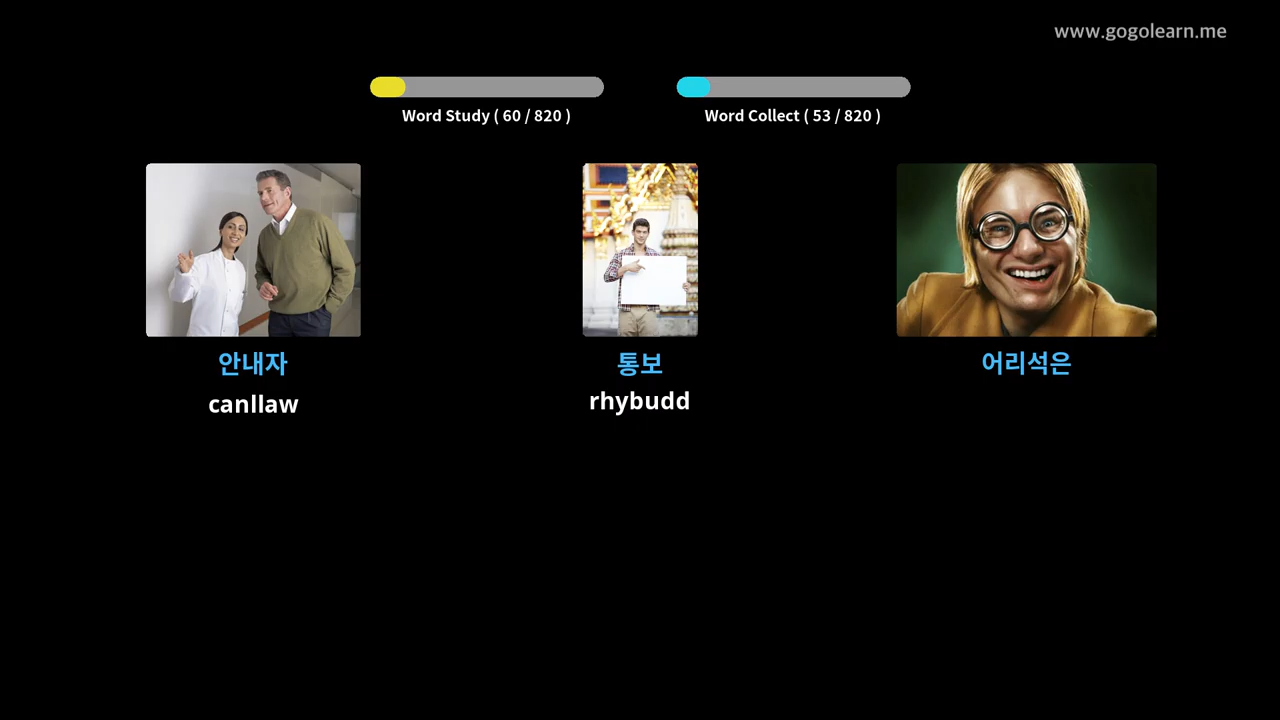 www.gogolearn.me
Word Study ( 60 / 820 )
Word Collect ( 53 / 820 )
안내자
통보
어리석은
canllaw
rhybudd